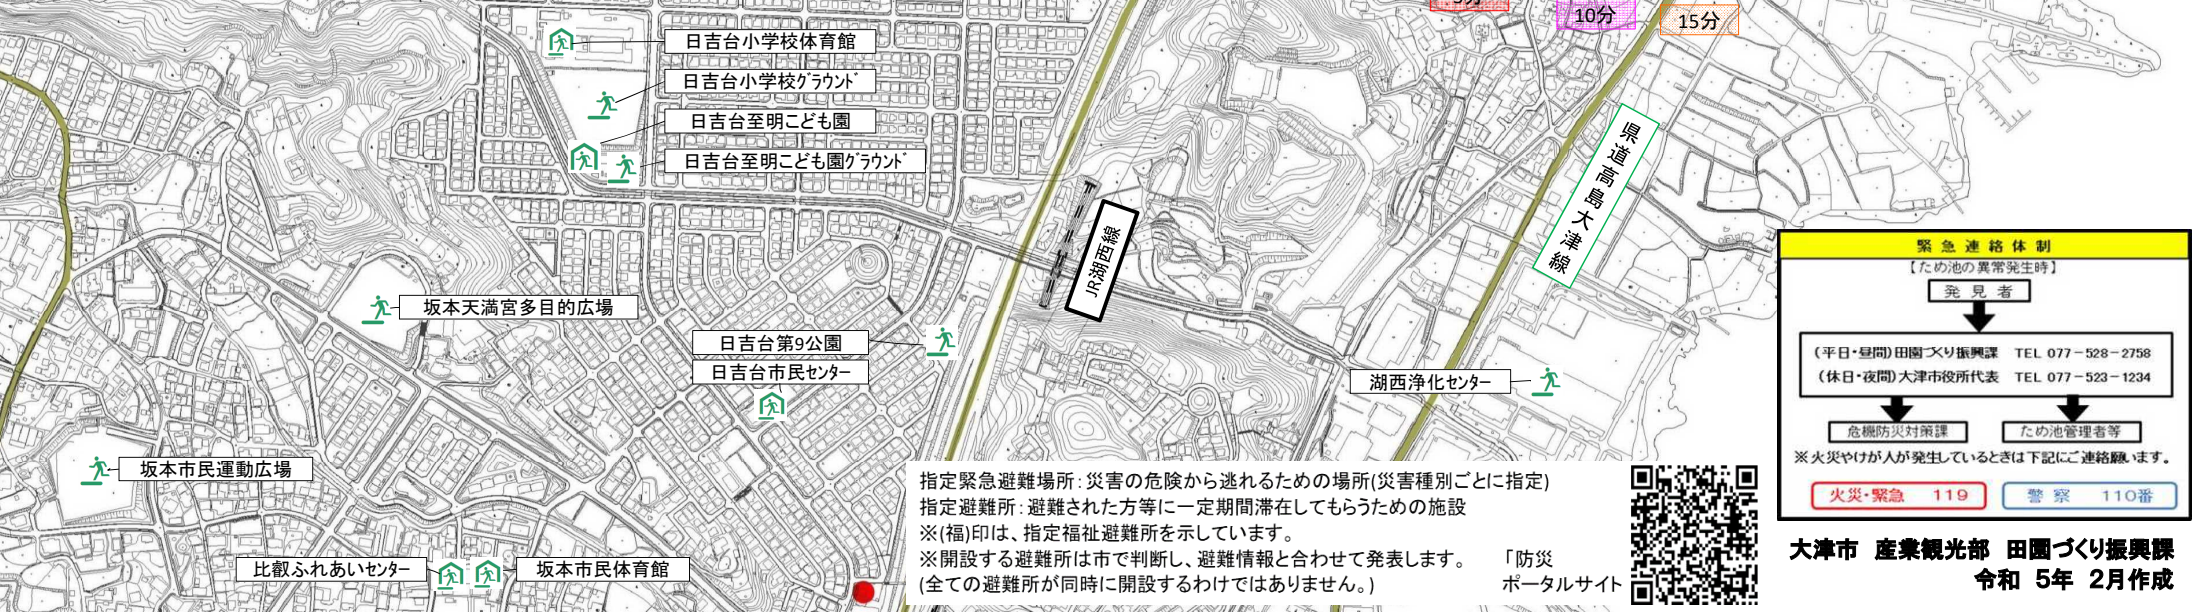 10分
15分
日吉台小学校体育館
日吉台小学校グラウンド
日吉台至明こども園
日吉台至明こども園グラウンド
県道高島大津線
JR湖西線
坂本天満宮多目的広場
日吉台第9公園
日吉台市民センター
湖西浄化センター
坂本市民運動広場
比叡ふれあいセンター
坂本市民体育館
指定緊急避難場所:災害の危険から逃れるための場所(災害種別ごとに指定)
指定避難所:避難された方等に一定期間滞在してもらうための施設
※(福)印は、指定福祉避難所を示しています。
※開設する避難所は市で判断し、避難情報と合わせて発表します。
(全ての避難所が同時に開設するわけではありません。)
「防災
ポータルサイト
緊急連絡体制
【ため池の異常発生時】
発見者
(平日・昼間)田園づくり振興課 TEL 077-528-2758
(休日・夜間)大津市役所代表 TEL 077-523-1234
危機防災対策課
ため池管理者等
※火災やけが人が発生しているときは下記にご連絡願います。
火災・緊急 119
警察 110番
大津市 産業観光部 田園づくり振興課
令和 5年 2月作成